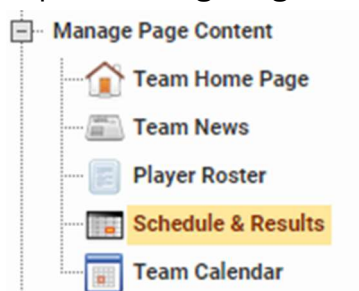 Manage Page Content
Team Home Page
Team News
Player Roster
Schedule & Results
Team Calendar